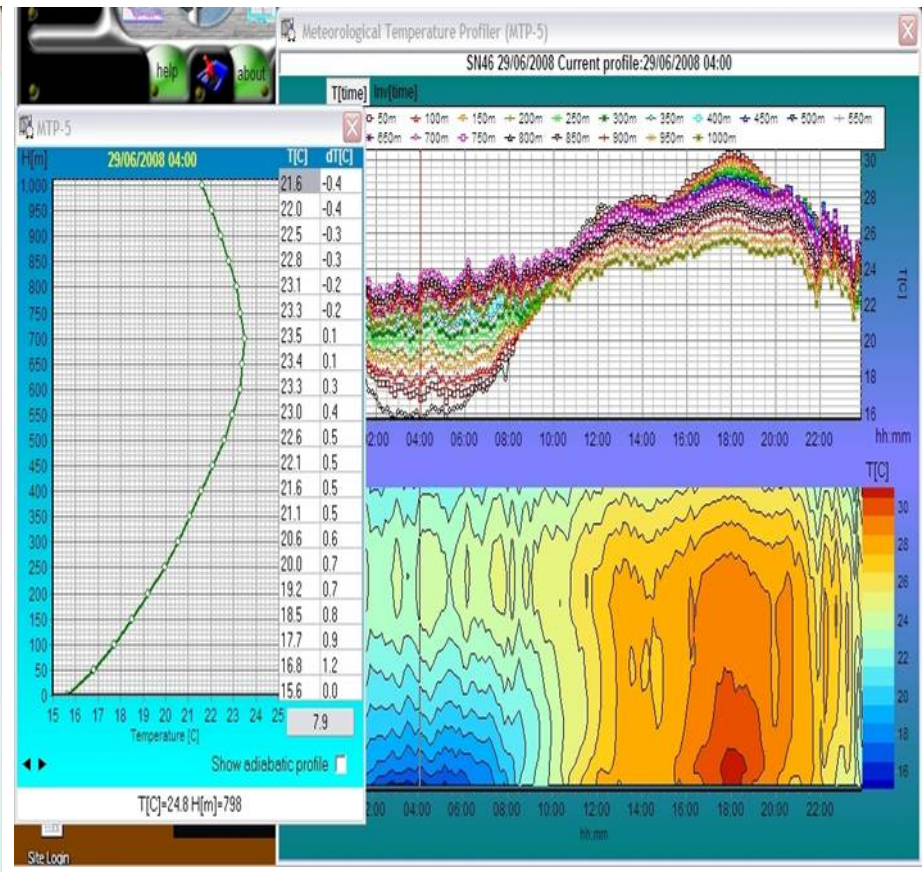 help
about
Meteorological Temperature Profiler (MTP-5)
SN46 29/06/2008 Current profile:29/06/2008 04:00
T[time] Inv[time]
50m 100m 150m 200m 250m 300m 350m 400m 450m 500m 550m
650m 700m 750m 800m 850m 900m 950m 1000m
30
28
26
24
22
20
18
16
T[C]
2:00 04:00 06:00 08:00 10:00 12:00 14:00 16:00 18:00 20:00 22:00 hh:mm
T[C]
30
28
26
24
22
20
18
16
2:00 04:00 06:00 08:00 10:00 12:00 14:00 16:00 18:00 20:00 22:00
hh:mm
MTP-5
H[m] 29/06/2008 04:00 T[C] dT[C]
1,000 21.6 -0.4
950 22.0 -0.4
900 22.5 -0.3
850 22.8 -0.3
800 23.1 -0.2
750 23.3 -0.2
700 23.5 0.1
650 23.4 0.1
600 23.3 0.3
550 23.0 0.4
500 22.6 0.5
450 22.1 0.5
400 21.6 0.5
350 21.1 0.5
300 20.6 0.6
250 20.0 0.7
200 19.2 0.7
150 18.5 0.8
100 17.7 0.9
50 16.8 1.2
0 15.6 0.0
15 16 17 18 19 20 21 22 23 24 25
7.9
Temperature [C]
Show adiabatic profile
T[C]=24.8 H[m]=798
Site Login